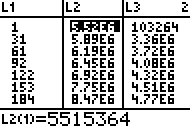 L1 L2 L3 2
1 5.52E6 103264
31 5.89E6 3.36E6
61 6.19E6 3.72E6
92 6.45E6 4.08E6
122 6.92E6 4.32E6
153 7.75E6 4.51E6
184 8.47E6 4.77E6
L2(1)=5515364